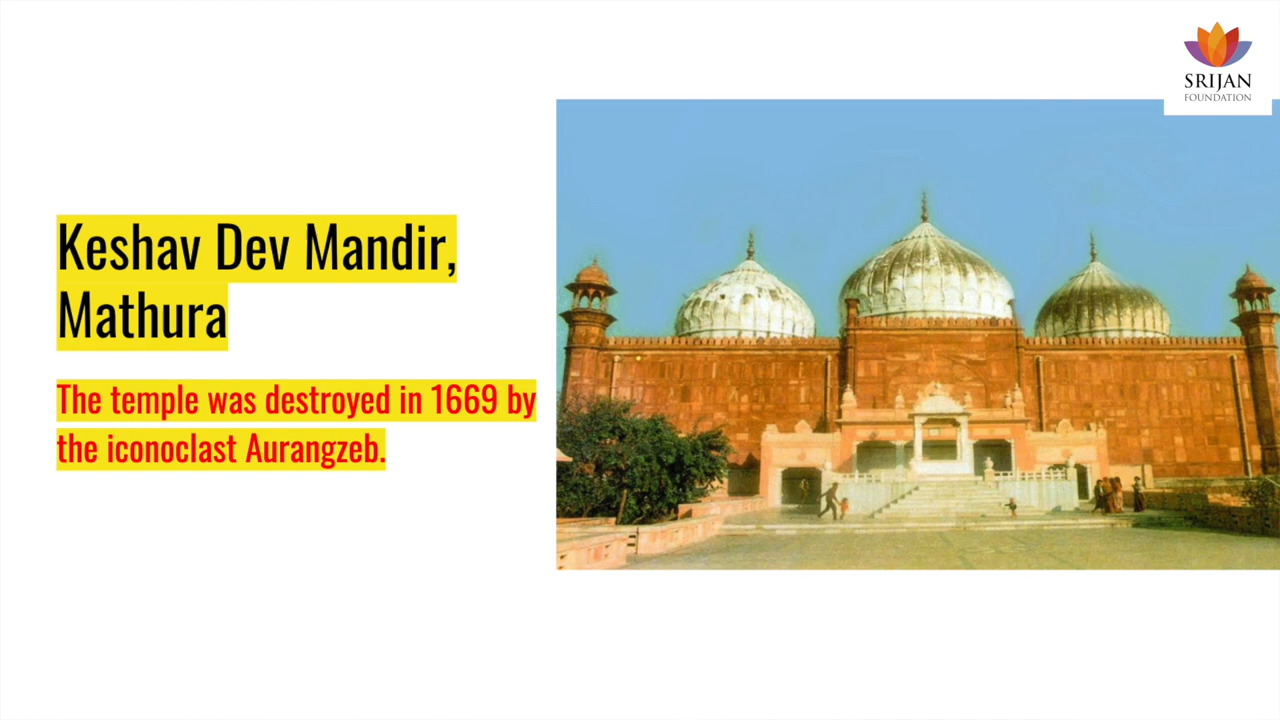 SRIJAN
FOUNDATION
Keshav Dev Mandir,
Mathura
The temple was destroyed in 1669 by
the iconoclast Aurangzeb.